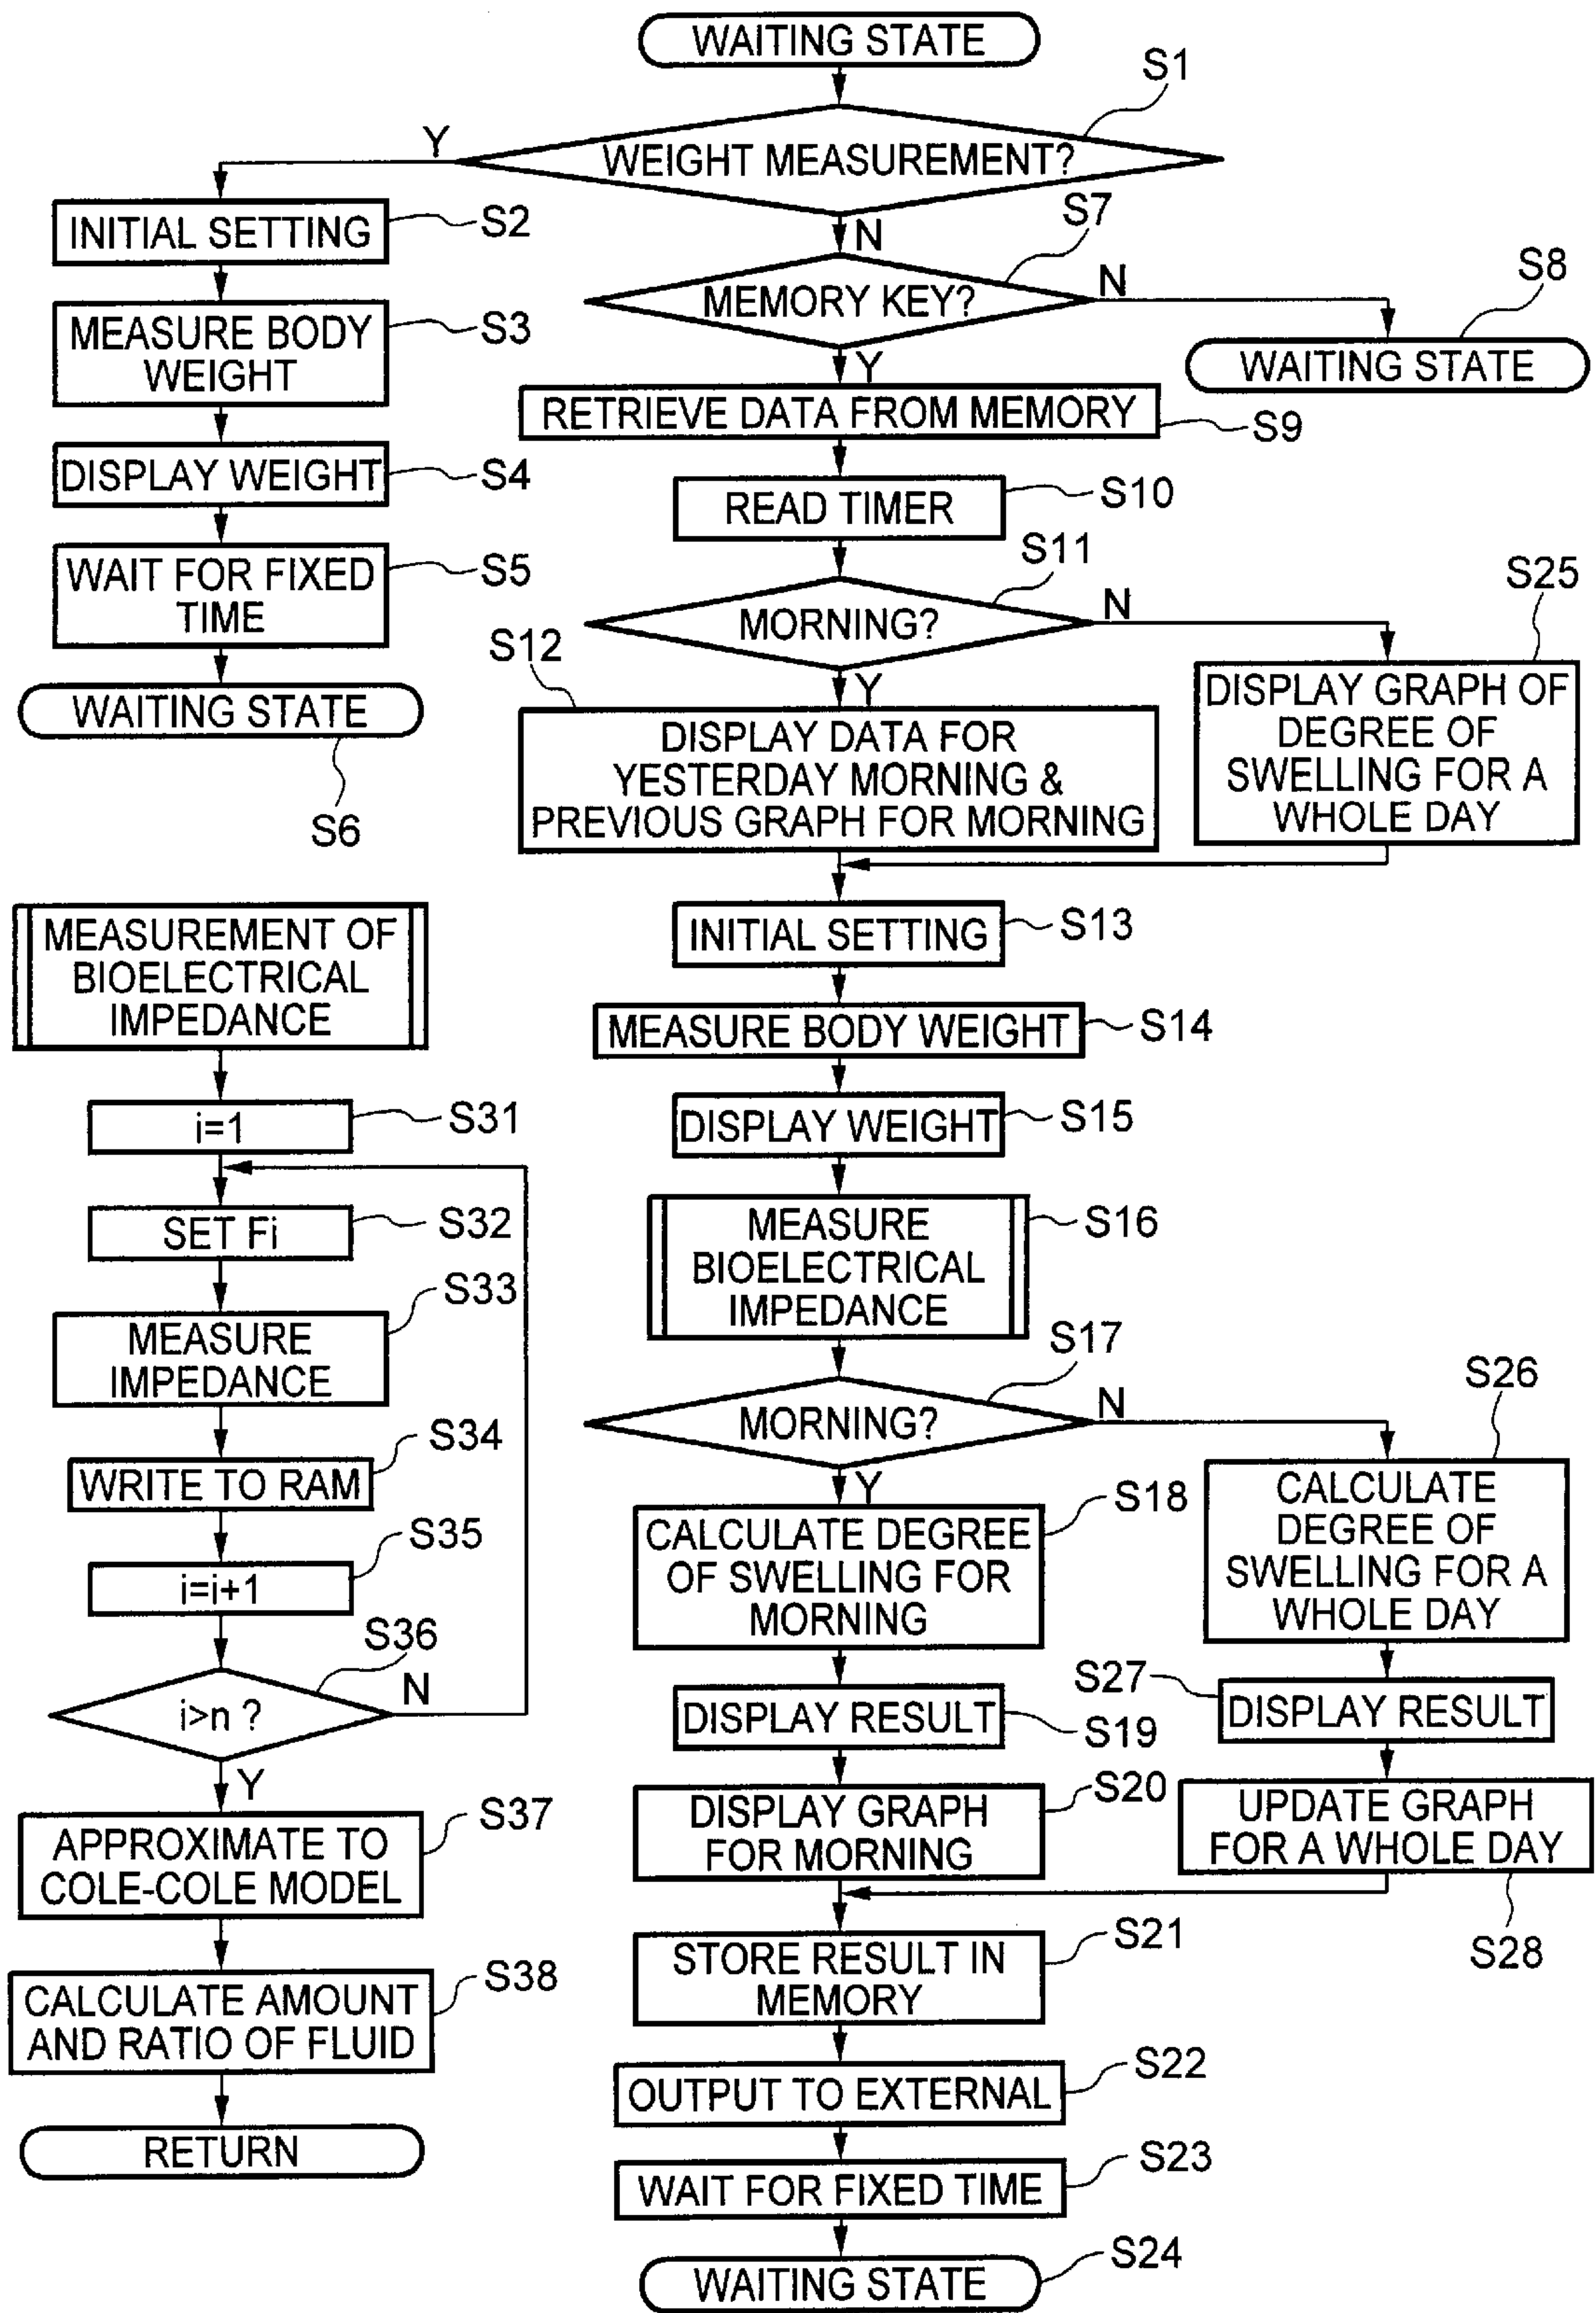 WAITING STATE
S1
Y
WEIGHT MEASUREMENT?
INITIAL SETTING
S2
N
S7
MEMORY KEY?
N
S8
WAITING STATE
MEASURE BODY
WEIGHT
S3
Y
RETRIEVE DATA FROM MEMORY
S9
DISPLAY WEIGHT
S4
READ TIMER
S10
WAIT FOR FIXED
TIME
S5
S11
MORNING?
N
S25
S12
Y
WAITING STATE
S6
DISPLAY DATA FOR
YESTERDAY MORNING &
PREVIOUS GRAPH FOR MORNING
DISPLAY GRAPH OF
DEGREE OF
SWELLING FOR A
WHOLE DAY
INITIAL SETTING
S13
MEASURE BODY WEIGHT
S14
DISPLAY WEIGHT
S15
MEASURE
BIOELECTRICAL
IMPEDANCE
S16
S17
MORNING?
N
S26
Y
CALCULATE DEGREE
OF SWELLING FOR
MORNING
S18
CALCULATE
DEGREE OF
SWELLING FOR A
WHOLE DAY
DISPLAY RESULT
S19
S27
DISPLAY RESULT
DISPLAY GRAPH
FOR MORNING
S20
UPDATE GRAPH
FOR A WHOLE DAY
S28
STORE RESULT IN
MEMORY
S21
OUTPUT TO EXTERNAL
S22
WAIT FOR FIXED TIME
S23
WAITING STATE
S24
MEASUREMENT OF
BIOELECTRICAL
IMPEDANCE
i=1
S31
SET Fi
S32
MEASURE
IMPEDANCE
S33
WRITE TO RAM
S34
i=i+1
S35
i>n ?
S36
N
Y
APPROXIMATE TO
COLE-COLE MODEL
S37
CALCULATE AMOUNT
AND RATIO OF FLUID
S38
RETURN